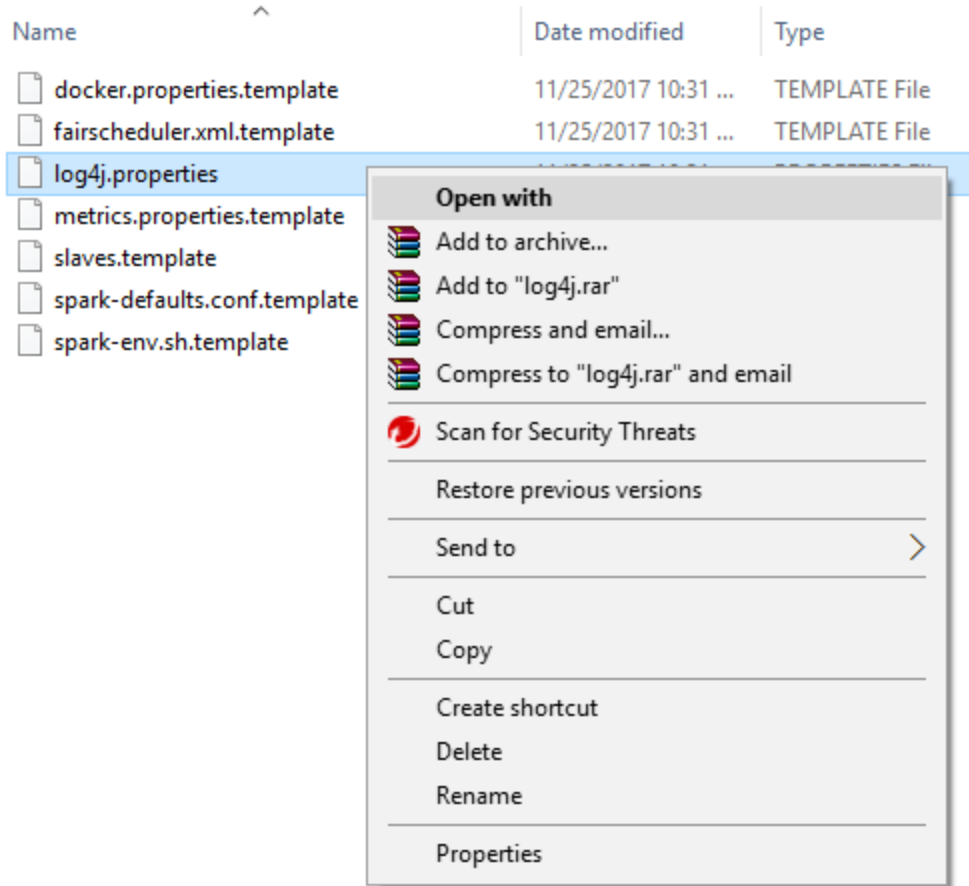 Name Date modified Type
docker.properties.template 11/25/2017 10:31 ... TEMPLATE File
fairscheduler.xml.template 11/25/2017 10:31 ... TEMPLATE File
log4j.properties
metrics.properties.template
slaves.template
spark-defaults.conf.template
spark-env.sh.template
Open with
Add to archive...
Add to "log4j.rar"
Compress and email...
Compress to "log4j.rar" and email
Scan for Security Threats
Restore previous versions
Send to
Cut
Copy
Create shortcut
Delete
Rename
Properties